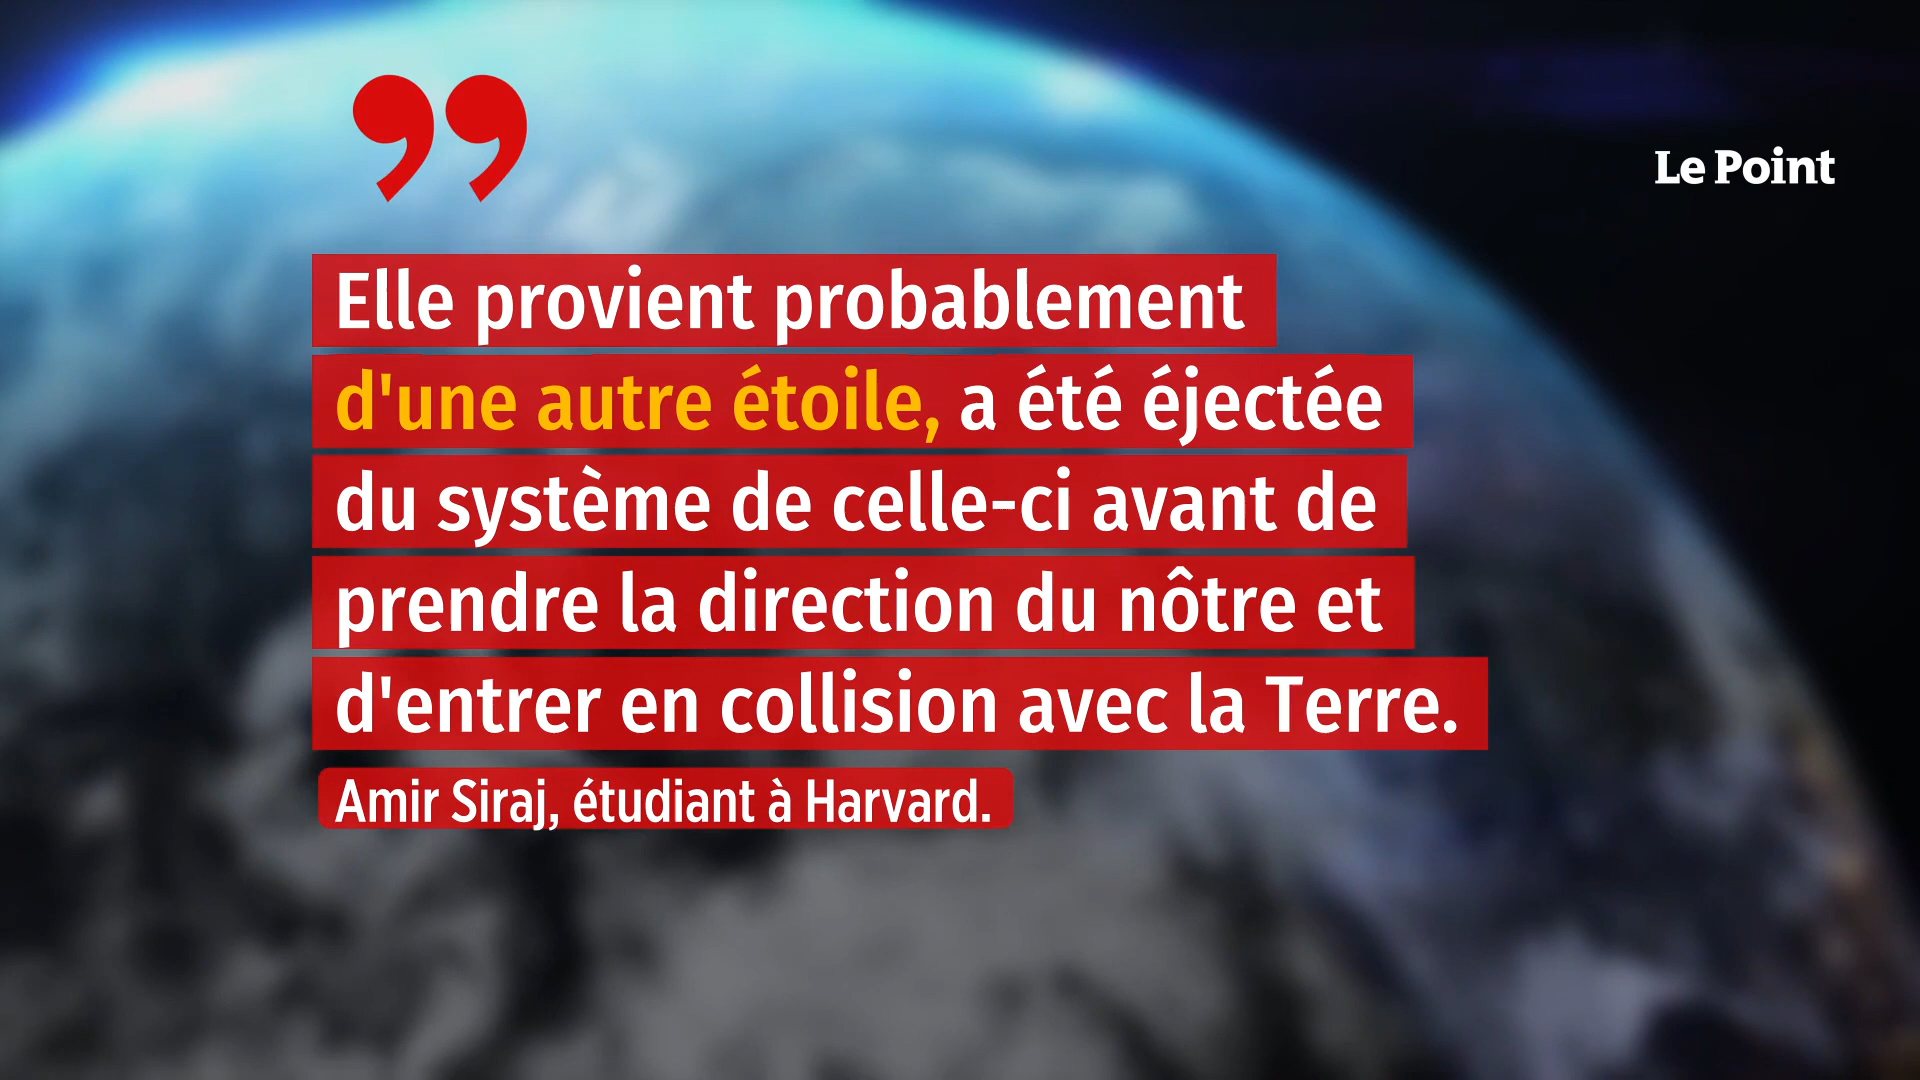 ”
Le Point
Elle provient probablement
d'une autre étoile, a été éjectée
du système de celle-ci avant de
prendre la direction du nôtre et
d'entrer en collision avec la Terre.
Amir Siraj, étudiant à Harvard.